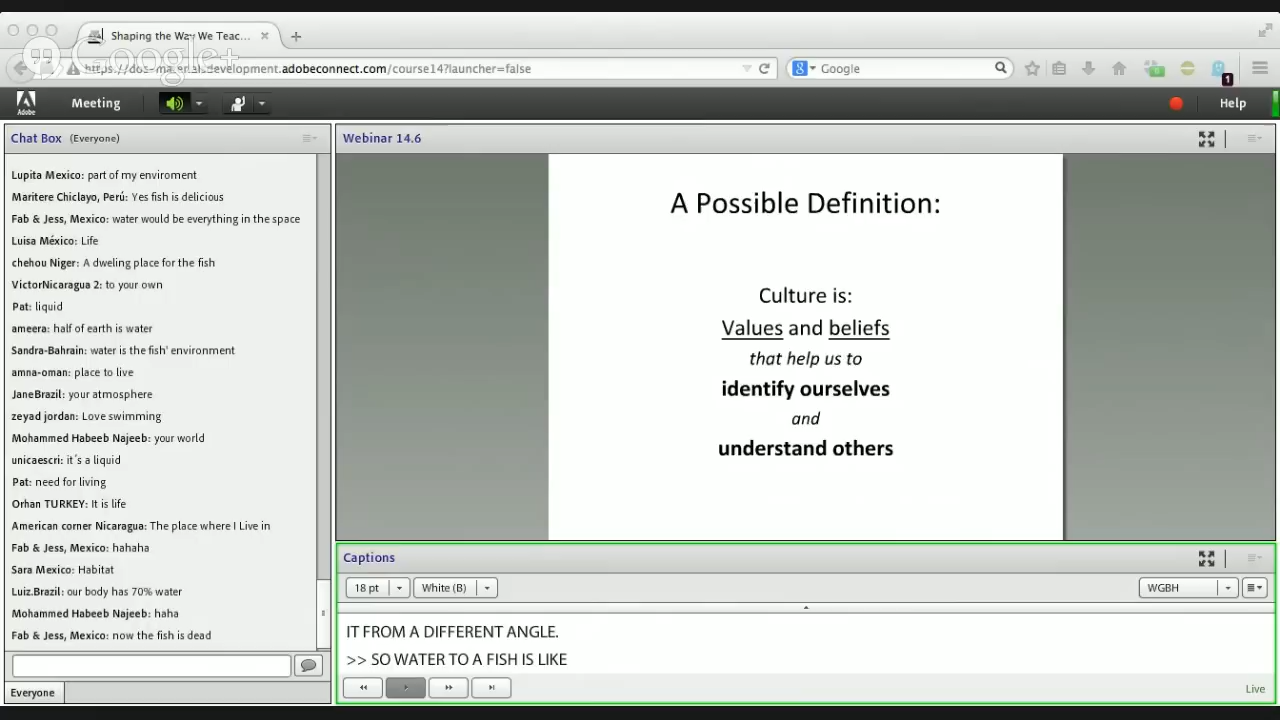 Shaping the Way We Teac...
Google+
https://dos-materialsdevelopment.adobeconnect.com/course14?launcher=false
Google
1
Adobe
Meeting
Help
Chat Box (Everyone)
Lupita Mexico: part of my enviroment
Maritere Chiclayo, Perú: Yes fish is delicious
Fab & Jess, Mexico: water would be everything in the space
Luisa México: Life
chehou Niger: A dweling place for the fish
VictorNicaragua 2: to your own
Pat: liquid
ameera: half of earth is water
Sandra-Bahrain: water is the fish' environment
amna-oman: place to live
JaneBrazil: your atmosphere
zeyad jordan: Love swimming
Mohammed Habeeb Najeeb: your world
unicaescri: it´s a liquid
Pat: need for living
Orhan TURKEY: It is life
American corner Nicaragua: The place where I Live in
Fab & Jess, Mexico: hahaha
Sara Mexico: Habitat
Luiz.Brazil: our body has 70% water
Mohammed Habeeb Najeeb: haha
Fab & Jess, Mexico: now the fish is dead
Everyone
Webinar 14.6
A Possible Definition:
Culture is:
Values and beliefs
that help us to
identify ourselves
and
understand others
Captions
18 pt
White (B)
WGBH
IT FROM A DIFFERENT ANGLE.
>> SO WATER TO A FISH IS LIKE
Live